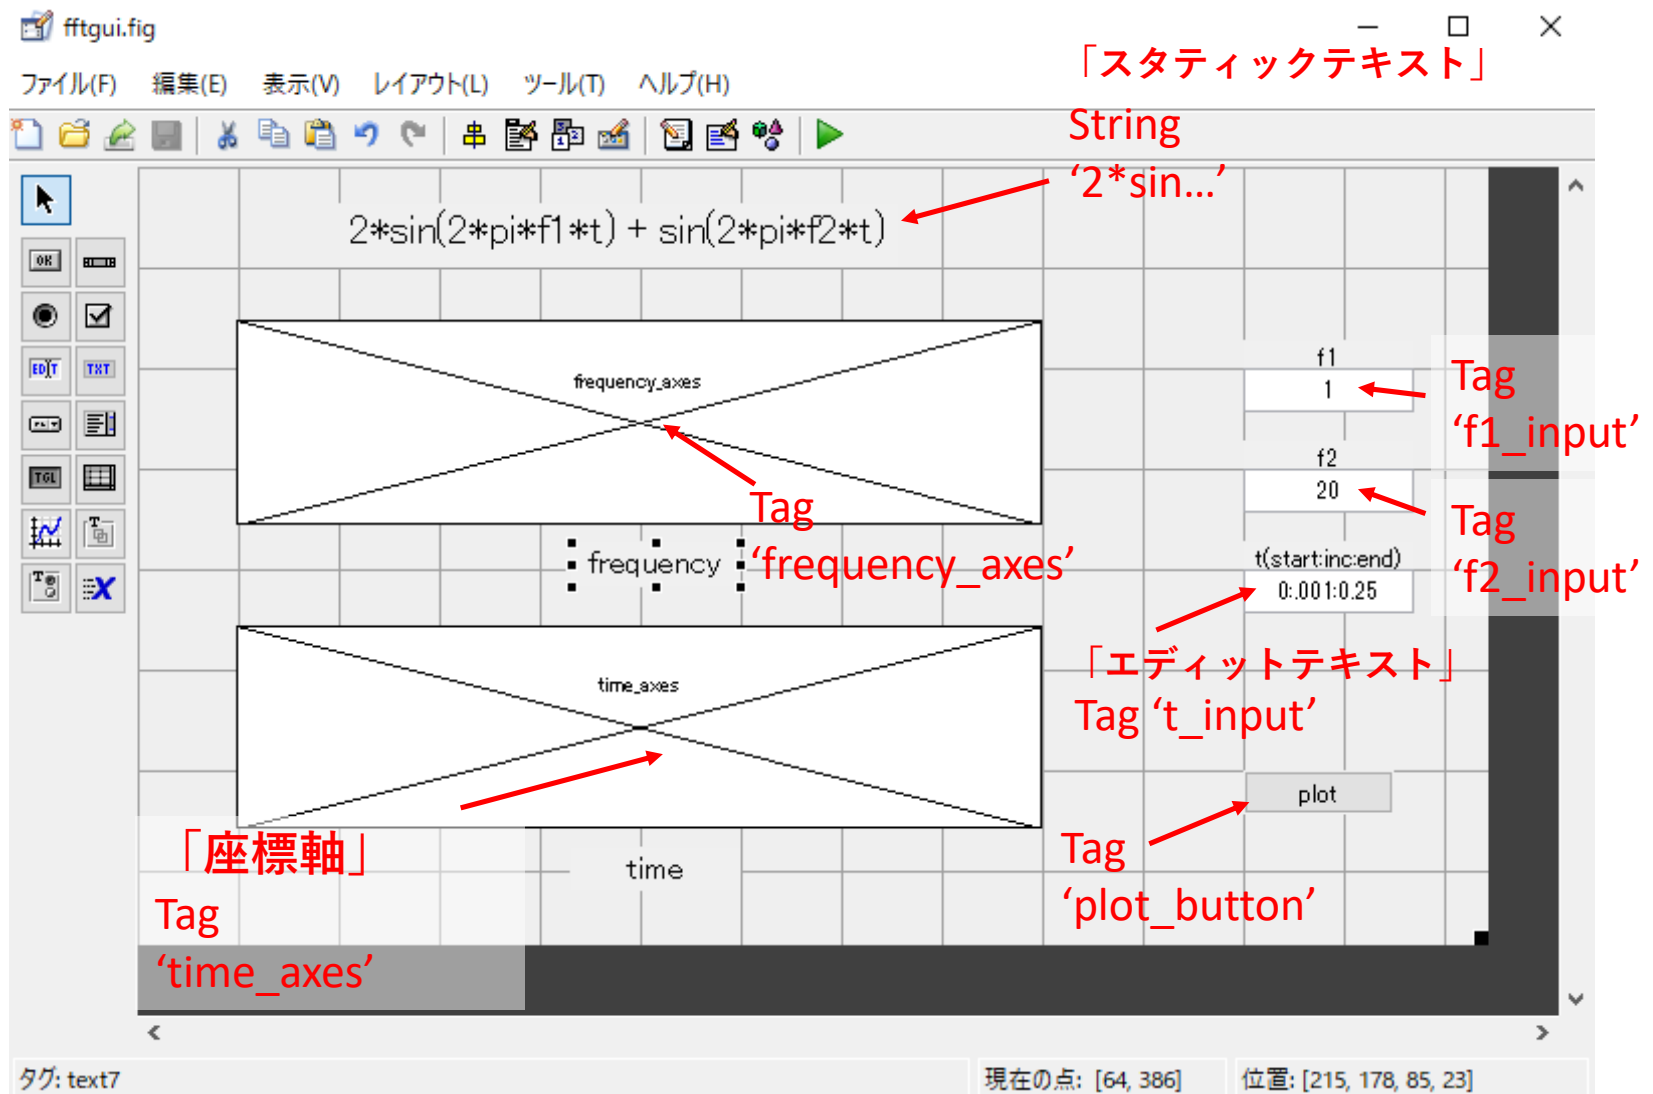 fftgui.fig
ファイル(F) 編集(E) 表示(V) レイアウト(L) ツール(T) ヘルプ(H)
「スタティックテキスト」
String
‘2*sin...’
2*sin(2*pi*f1*t) + sin(2*pi*f2*t)
OK
EDIT TXT
TGL
frequency_axes
Tag
‘frequency_axes’
frequency
f1
1
Tag
‘f1_input’
f2
20
Tag
‘f2_input’
t(start:inc:end)
0:.001:0.25
「エディットテキスト」
Tag ‘t_input’
time_axes
「座標軸」
Tag
‘time_axes’
time
plot
Tag
‘plot_button’
タグ: text7
現在の点: [64, 386]
位置: [215, 178, 85, 23]